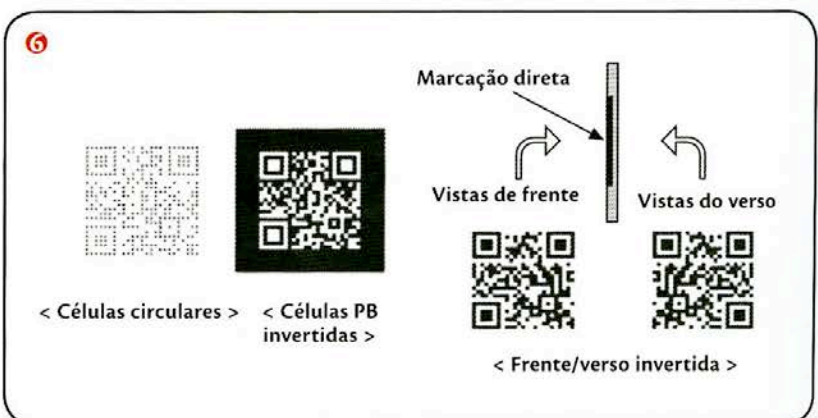 6
Marcação direta
Vistas de frente
Vistas do verso
< Células circulares >
< Células PB
invertidas >
< Frente/verso invertida >